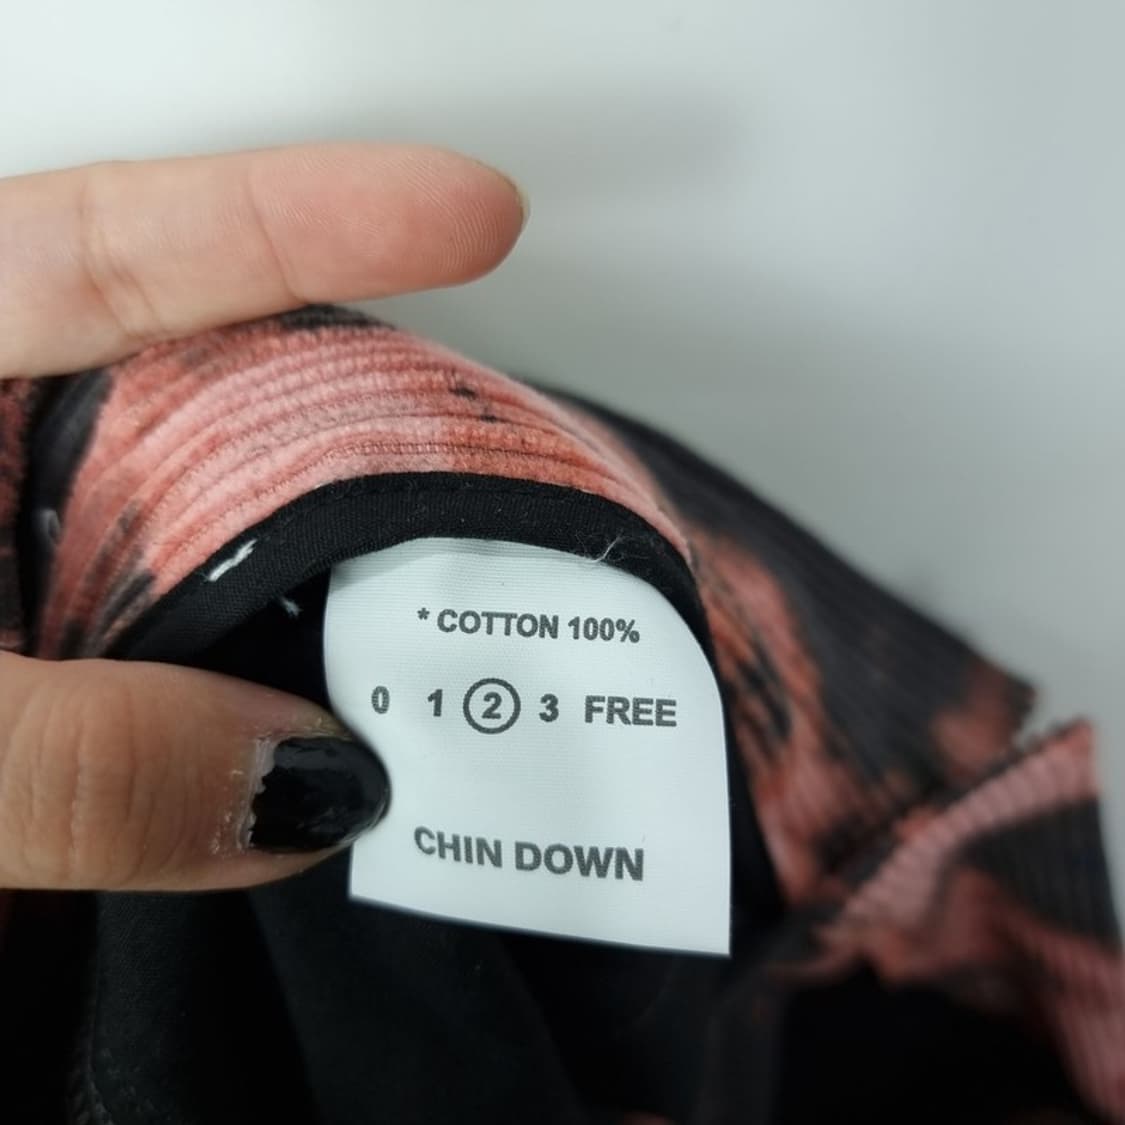 * COTTON 100%
0 1 2 3 FREE
CHIN DOWN